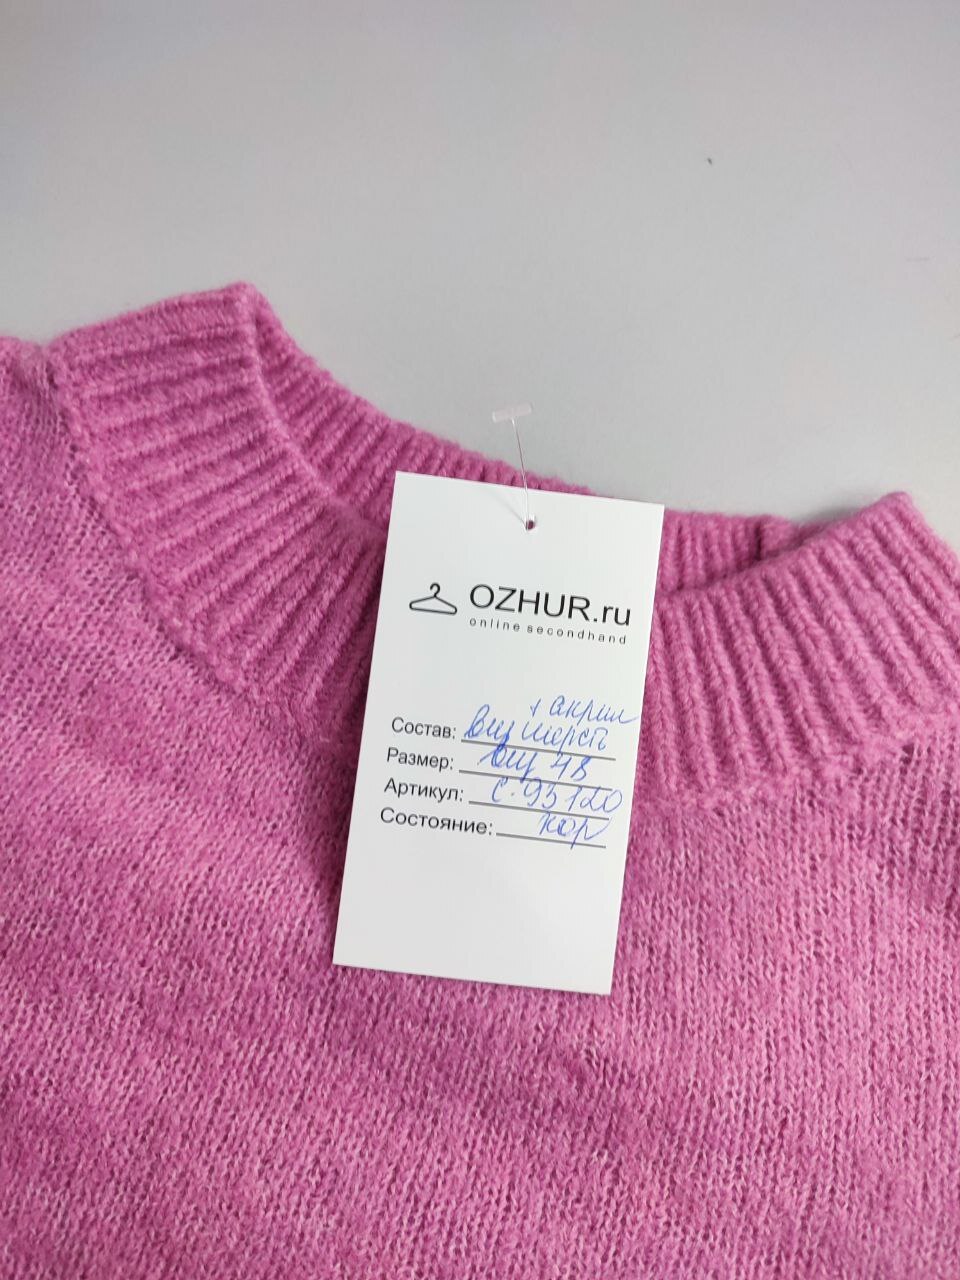 OZHUR.ru
online secondhand
+ акрил
Состав: виз шерсть
Размер: виз 48
Артикул: с-93120
Состояние: хор